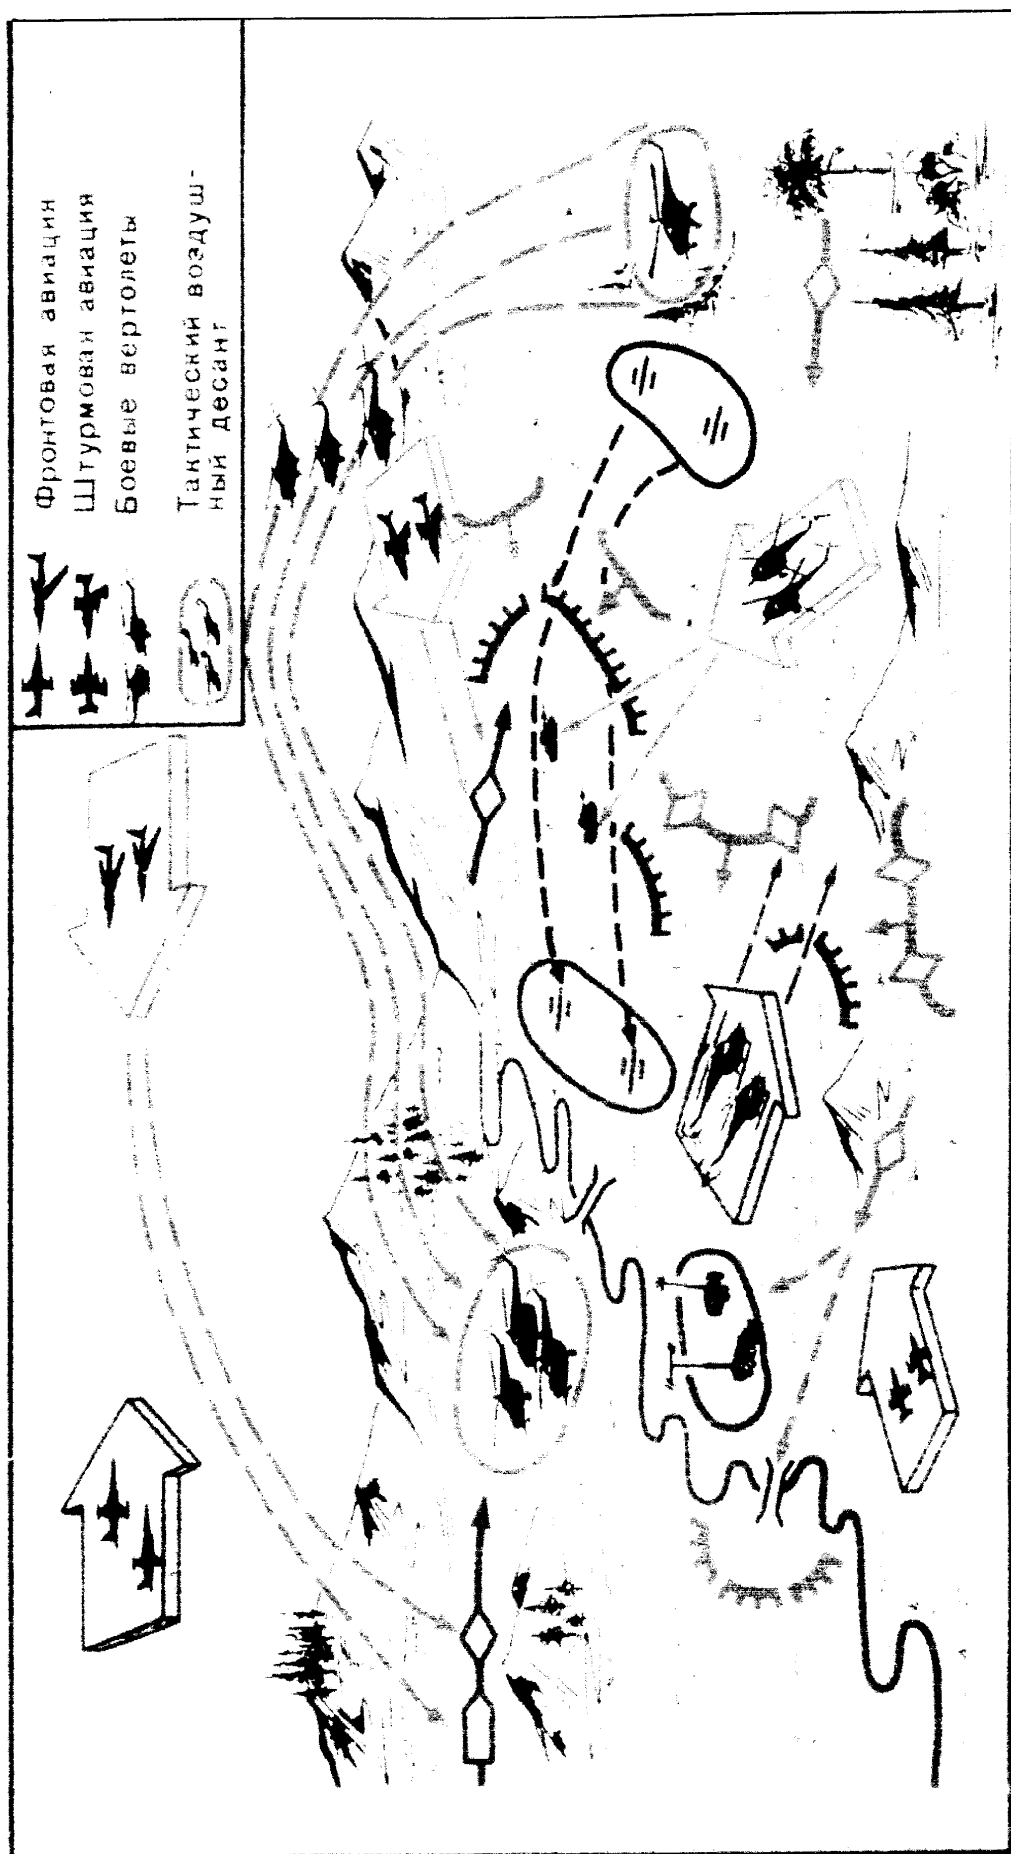 Фронтовая авиация
Штурмовая авиация
Боевые вертолеты
Тактический воздуш-
ный десант